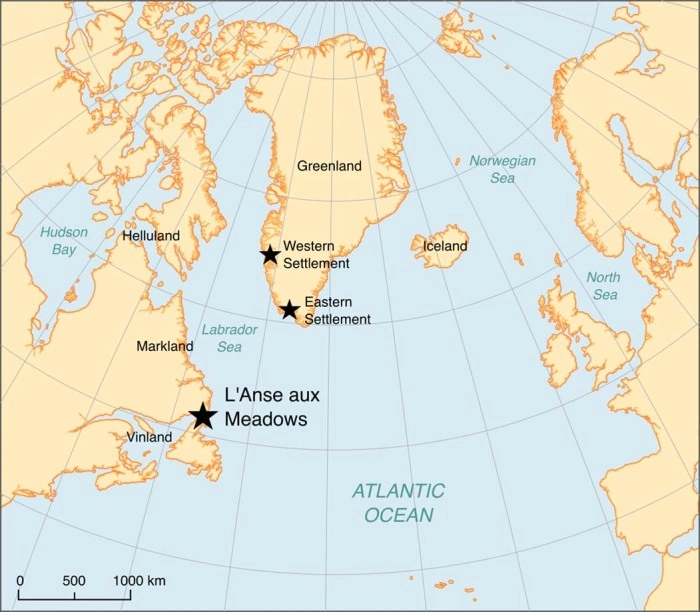 Greenland
Norwegian
Sea
Hudson
Bay
Helluland
Western
Settlement
Iceland
North
Sea
Eastern
Settlement
Labrador
Sea
Markland
L'Anse aux
Meadows
Vinland
ATLANTIC
OCEAN
0 500 1000 km